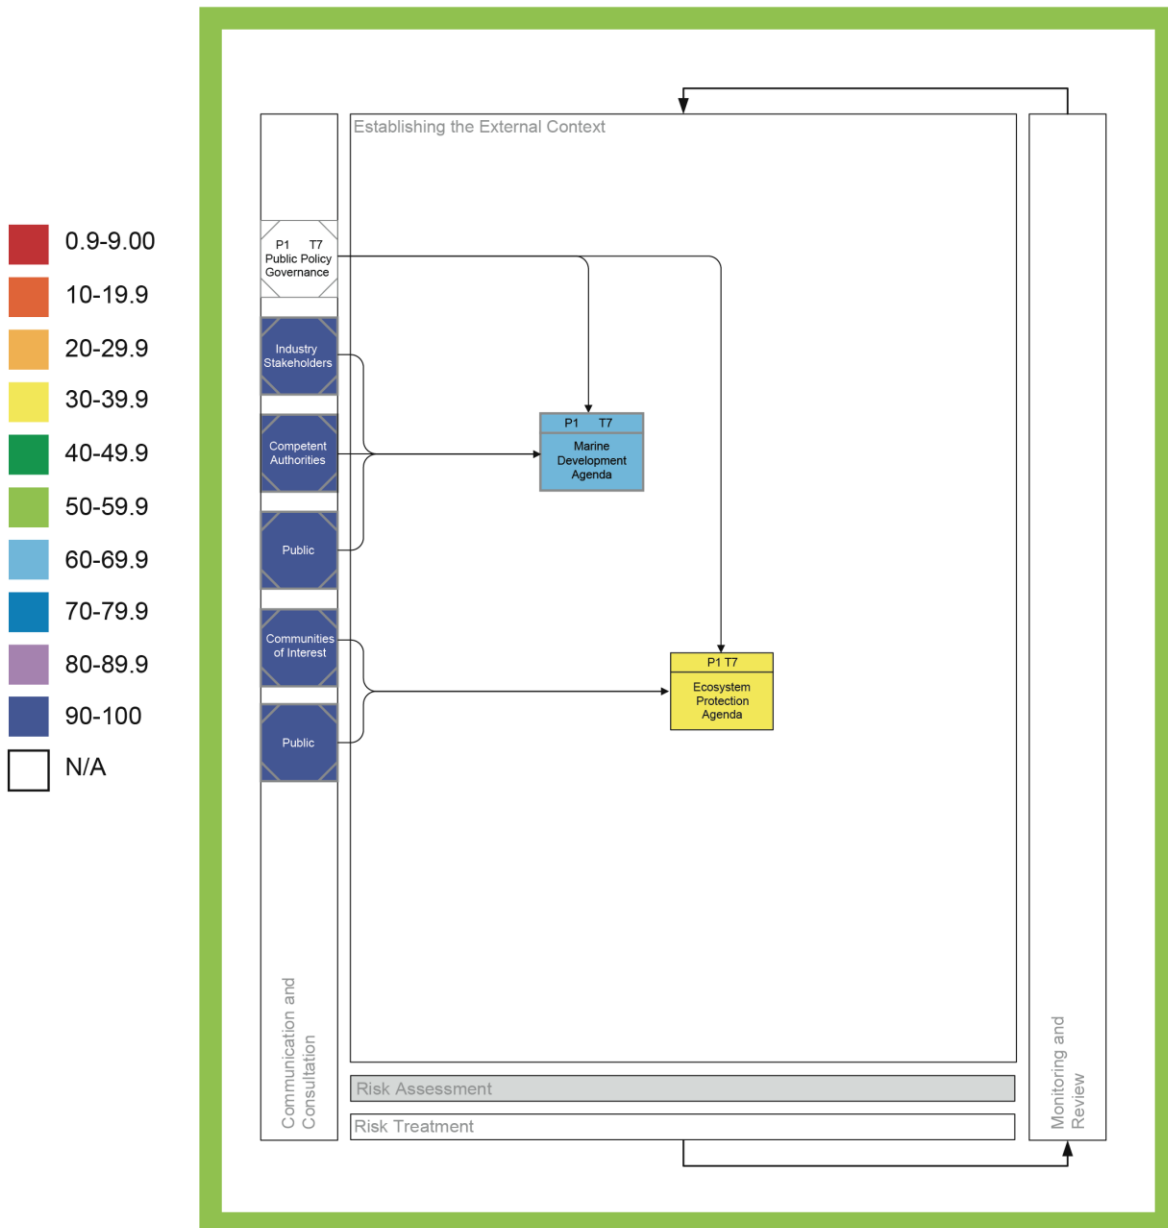 0.9-9.00
10-19.9
20-29.9
30-39.9
40-49.9
50-59.9
60-69.9
70-79.9
80-89.9
90-100
N/A
Establishing the External Context
P1 T7
Public Policy
Governance
Industry
Stakeholders
Competent
Authorities
Public
Communities
of Interest
Public
P1 T7
Marine
Development
Agenda
P1 T7
Ecosystem
Protection
Agenda
Communication and
Consultation
Risk Assessment
Risk Treatment
Monitoring and
Review